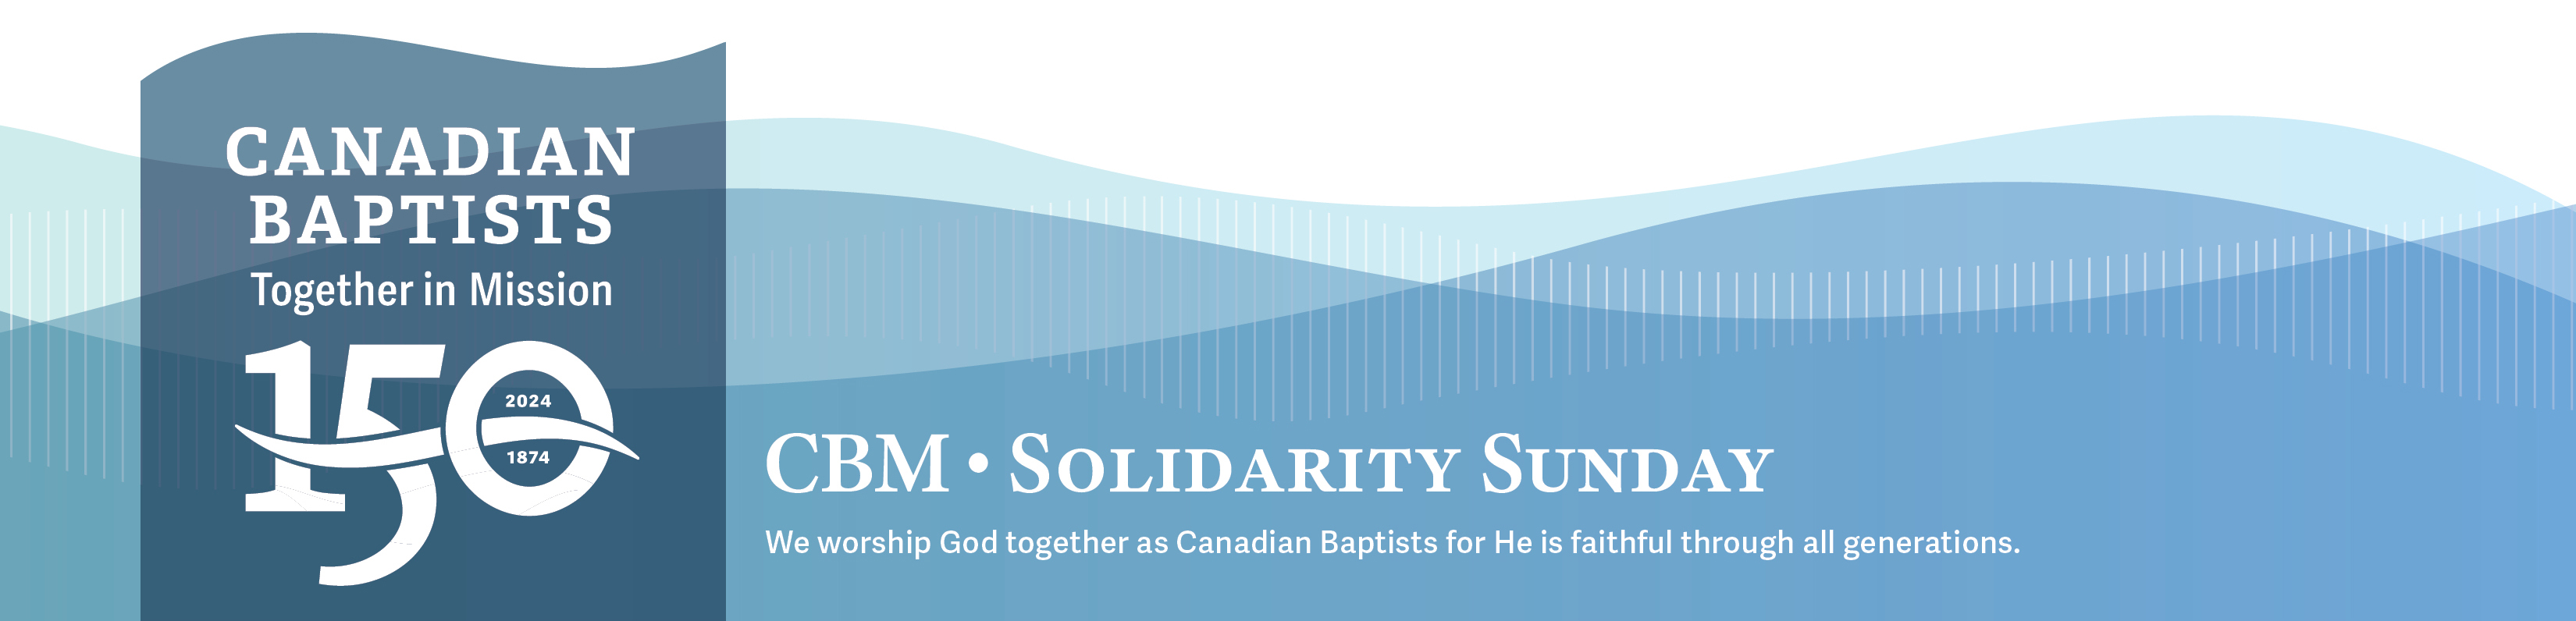 CANADIAN
BAPTISTS
Together in Mission
150
2024
1874
CBM • SOLIDARITY SUNDAY
We worship God together as Canadian Baptists for He is faithful through all generations.